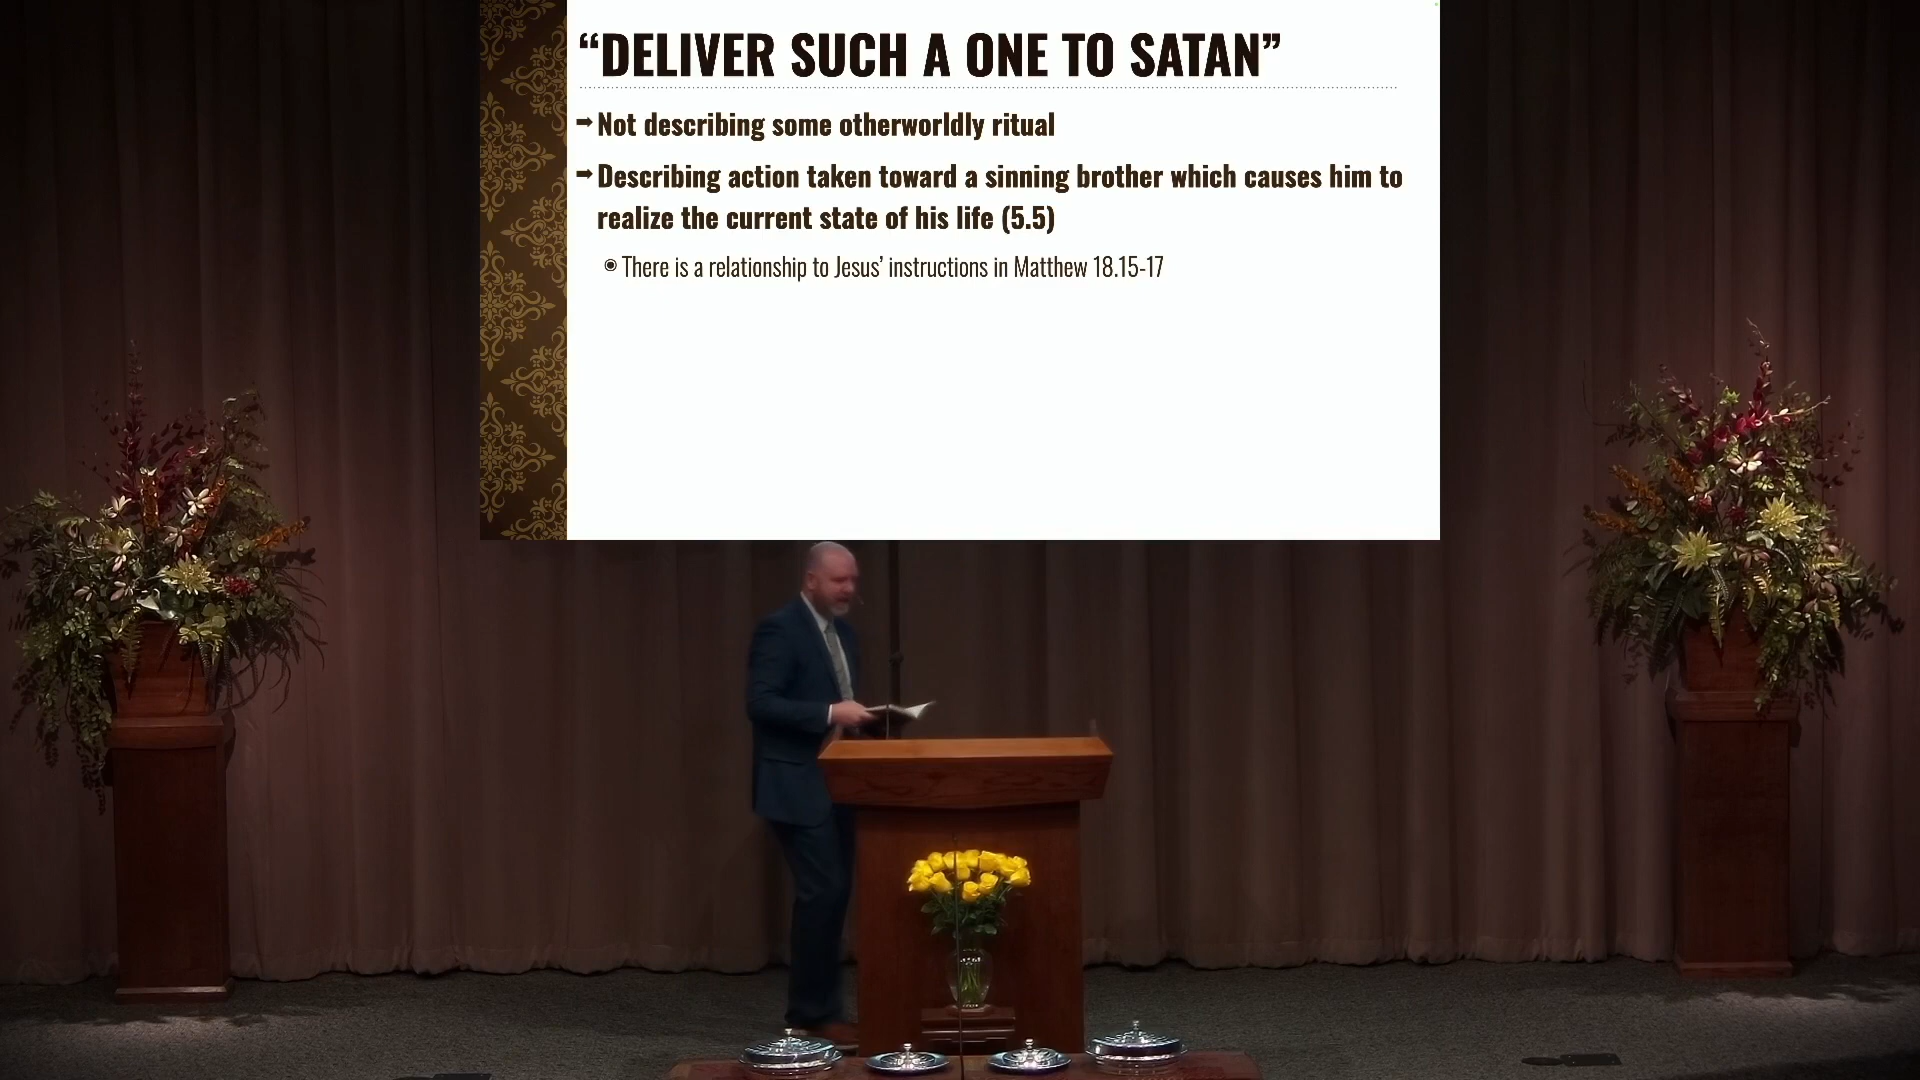 “DELIVER SUCH A ONE TO SATAN”
Not describing some otherworldly ritual
Describing action taken toward a sinning brother which causes him to
realize the current state of his life (5.5)
There is a relationship to Jesus’ instructions in Matthew 18.15-17